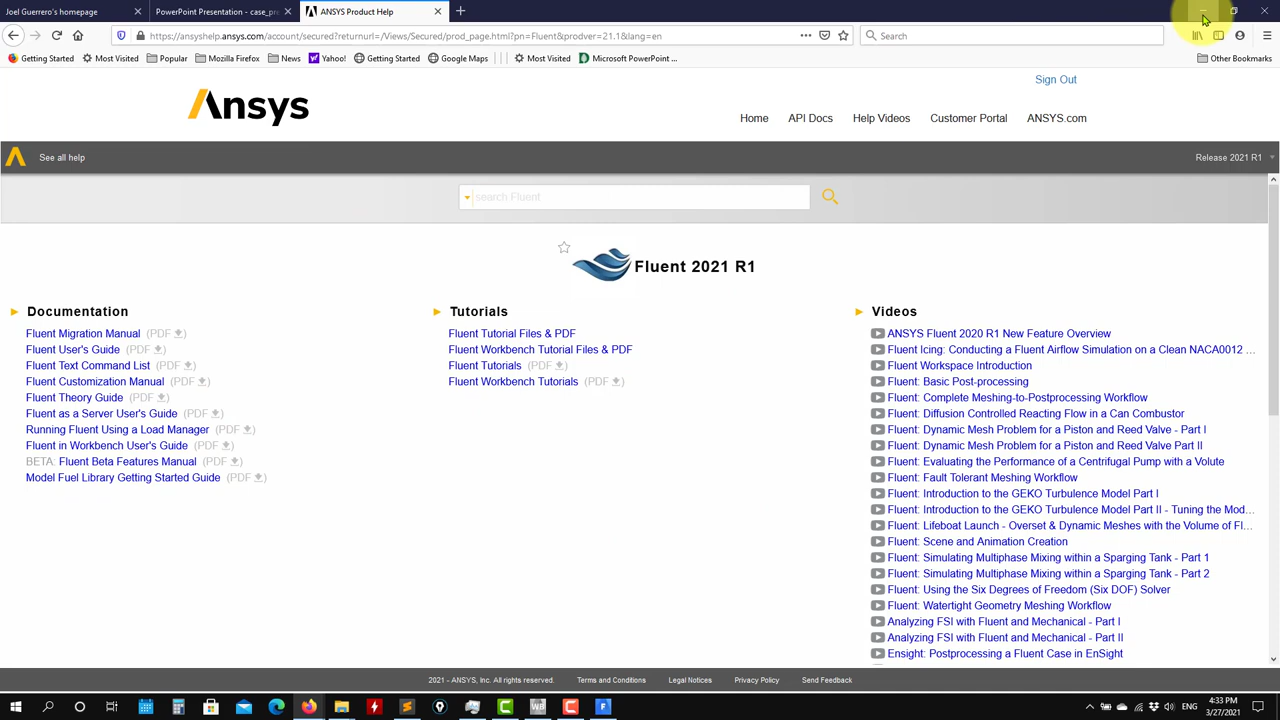 Joel Guerrero's homepage
PowerPoint Presentation - case_pre
ANSYS Product Help
https://ansyshelp.ansys.com/account/secured?returnurl=/Views/Secured/prod_page.html?pn=Fluent&prodver=21.1&lang=en
Search
Getting Started
Most Visited
Popular
Mozilla Firefox
News
Yahoo!
Getting Started
Google Maps
Most Visited
Microsoft PowerPoint ...
Other Bookmarks
Sign Out
Ansys
Home
API Docs
Help Videos
Customer Portal
ANSYS.com
See all help
Release 2021 R1
search Fluent
Fluent 2021 R1
Documentation
Fluent Migration Manual (PDF)
Fluent User's Guide (PDF)
Fluent Text Command List (PDF)
Fluent Customization Manual (PDF)
Fluent Theory Guide (PDF)
Fluent as a Server User's Guide (PDF)
Running Fluent Using a Load Manager (PDF)
Fluent in Workbench User's Guide (PDF)
BETA: Fluent Beta Features Manual (PDF)
Model Fuel Library Getting Started Guide (PDF)
Tutorials
Fluent Tutorial Files & PDF
Fluent Workbench Tutorial Files & PDF
Fluent Tutorials (PDF)
Fluent Workbench Tutorials (PDF)
Videos
ANSYS Fluent 2020 R1 New Feature Overview
Fluent Icing: Conducting a Fluent Airflow Simulation on a Clean NACA0012 ...
Fluent Workspace Introduction
Fluent: Basic Post-processing
Fluent: Complete Meshing-to-Postprocessing Workflow
Fluent: Diffusion Controlled Reacting Flow in a Can Combustor
Fluent: Dynamic Mesh Problem for a Piston and Reed Valve - Part I
Fluent: Dynamic Mesh Problem for a Piston and Reed Valve Part II
Fluent: Evaluating the Performance of a Centrifugal Pump with a Volute
Fluent: Fault Tolerant Meshing Workflow
Fluent: Introduction to the GEKO Turbulence Model Part I
Fluent: Introduction to the GEKO Turbulence Model Part II - Tuning the Mod...
Fluent: Lifeboat Launch - Overset & Dynamic Meshes with the Volume of Fl...
Fluent: Scene and Animation Creation
Fluent: Simulating Multiphase Mixing within a Sparging Tank - Part 1
Fluent: Simulating Multiphase Mixing within a Sparging Tank - Part 2
Fluent: Using the Six Degrees of Freedom (Six DOF) Solver
Fluent: Watertight Geometry Meshing Workflow
Analyzing FSI with Fluent and Mechanical - Part I
Analyzing FSI with Fluent and Mechanical - Part II
Ensight: Postprocessing a Fluent Case in EnSight
2021 - ANSYS, Inc. All rights reserved.
Terms and Conditions
Legal Notices
Privacy Policy
Send Feedback
WB
F
ENG
4:33 PM
3/27/2021